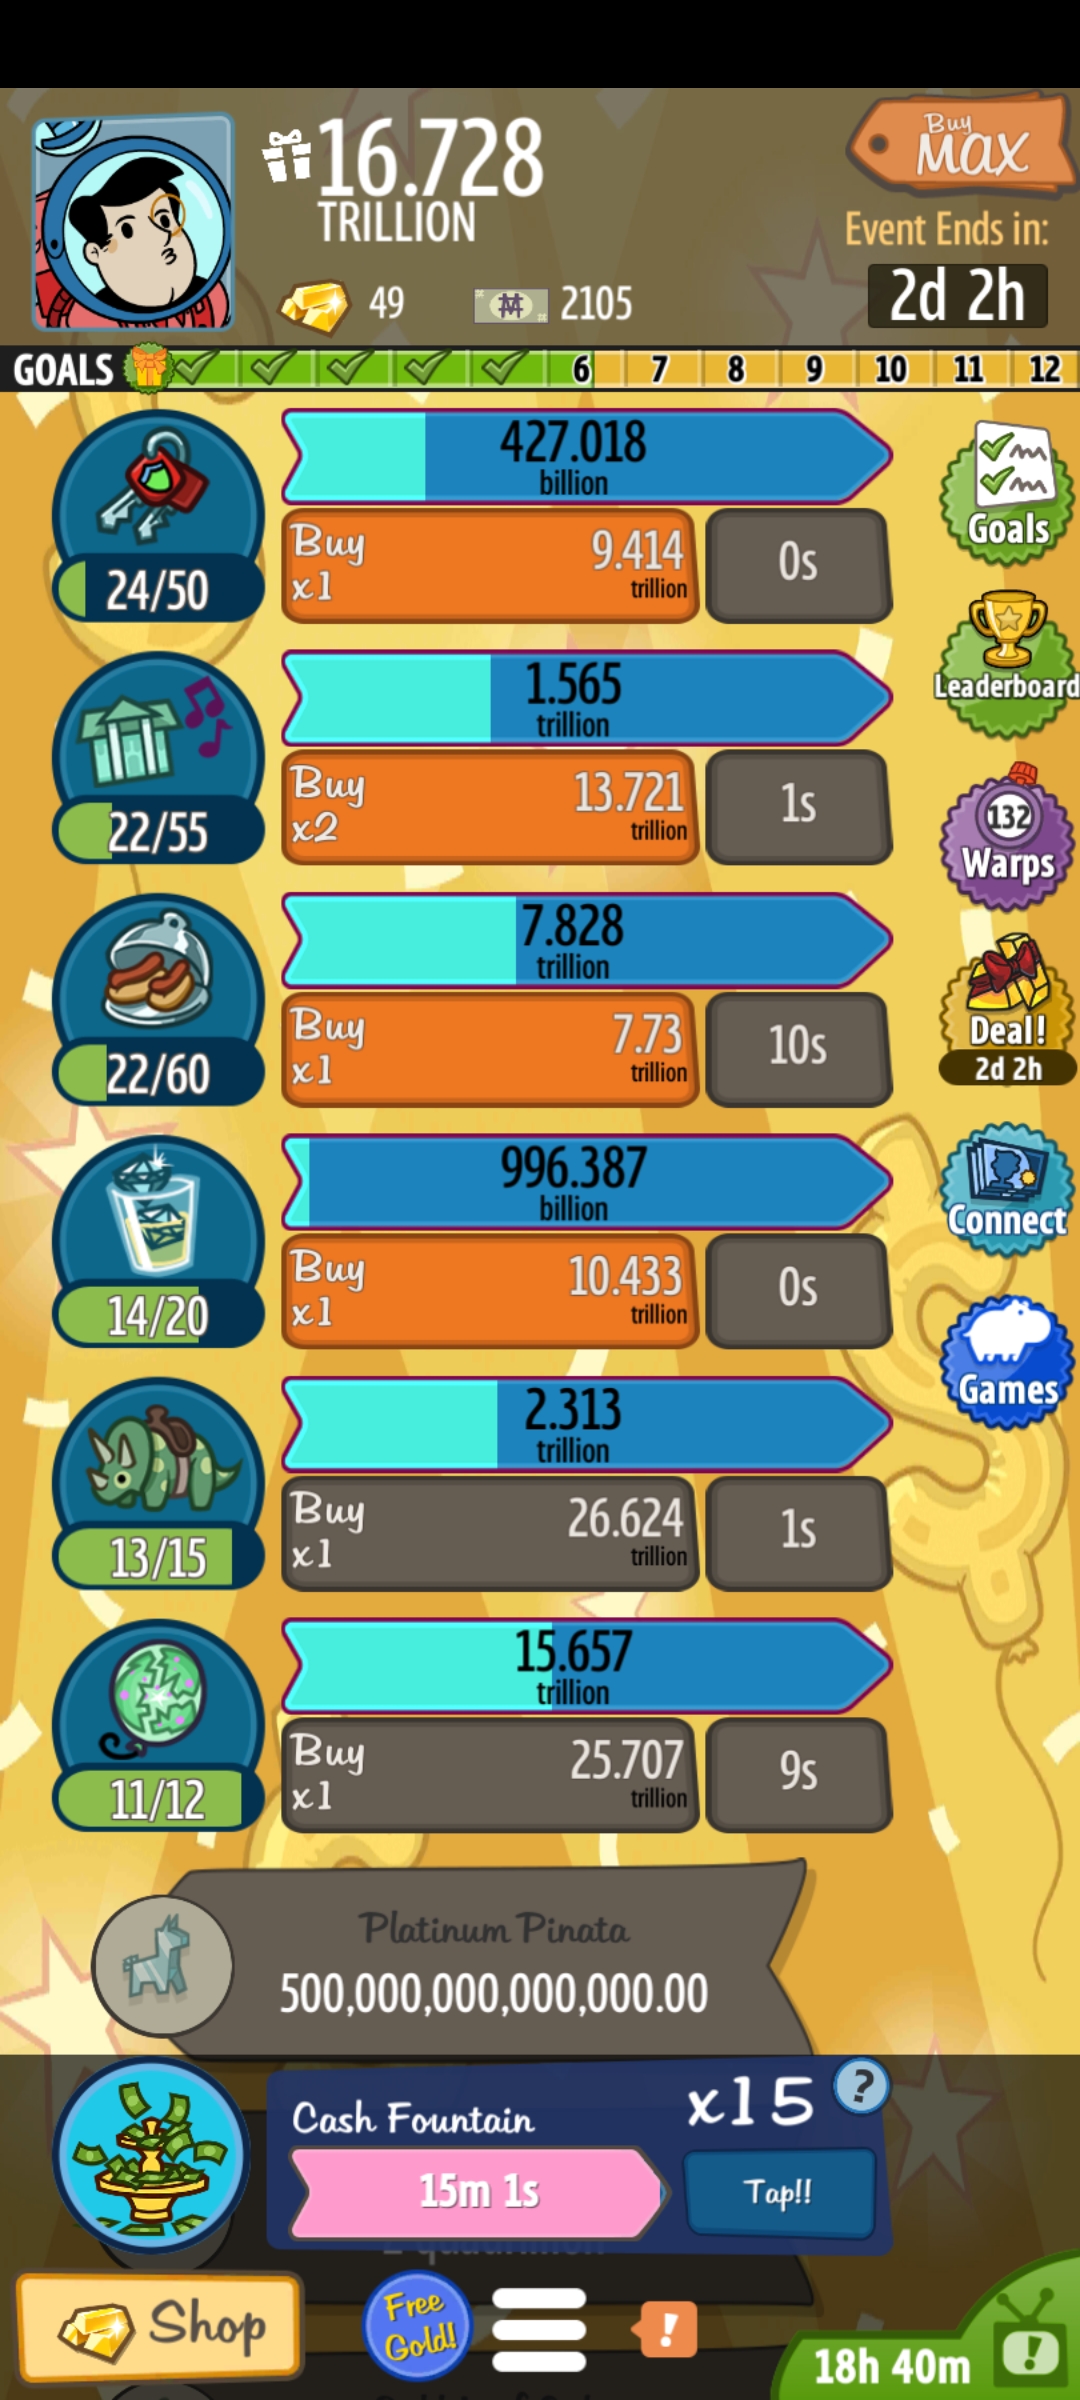 16.728
TRILLION
Buy
MAX
Event Ends in:
2d 2h
49
2105
GOALS
6 7 8 9 10 11 12
427.018
billion
Buy
x1
9.414
trillion
0s
24/50
Goals
Leaderboard
1.565
trillion
Buy
x2
13.721
trillion
1s
22/55
132
Warps
7.828
trillion
Buy
x1
7.73
trillion
10s
22/60
Deal!
2d 2h
996.387
billion
Buy
x1
10.433
trillion
0s
14/20
Connect
Games
2.313
trillion
Buy
x1
26.624
trillion
1s
13/15
15.657
trillion
Buy
x1
25.707
trillion
9s
11/12
Platinum Pinata
500,000,000,000,000.00
Cash Fountain
x15
?
15m 1s
Tap!!
Shop
Free
Gold!
!
18h 40m
!